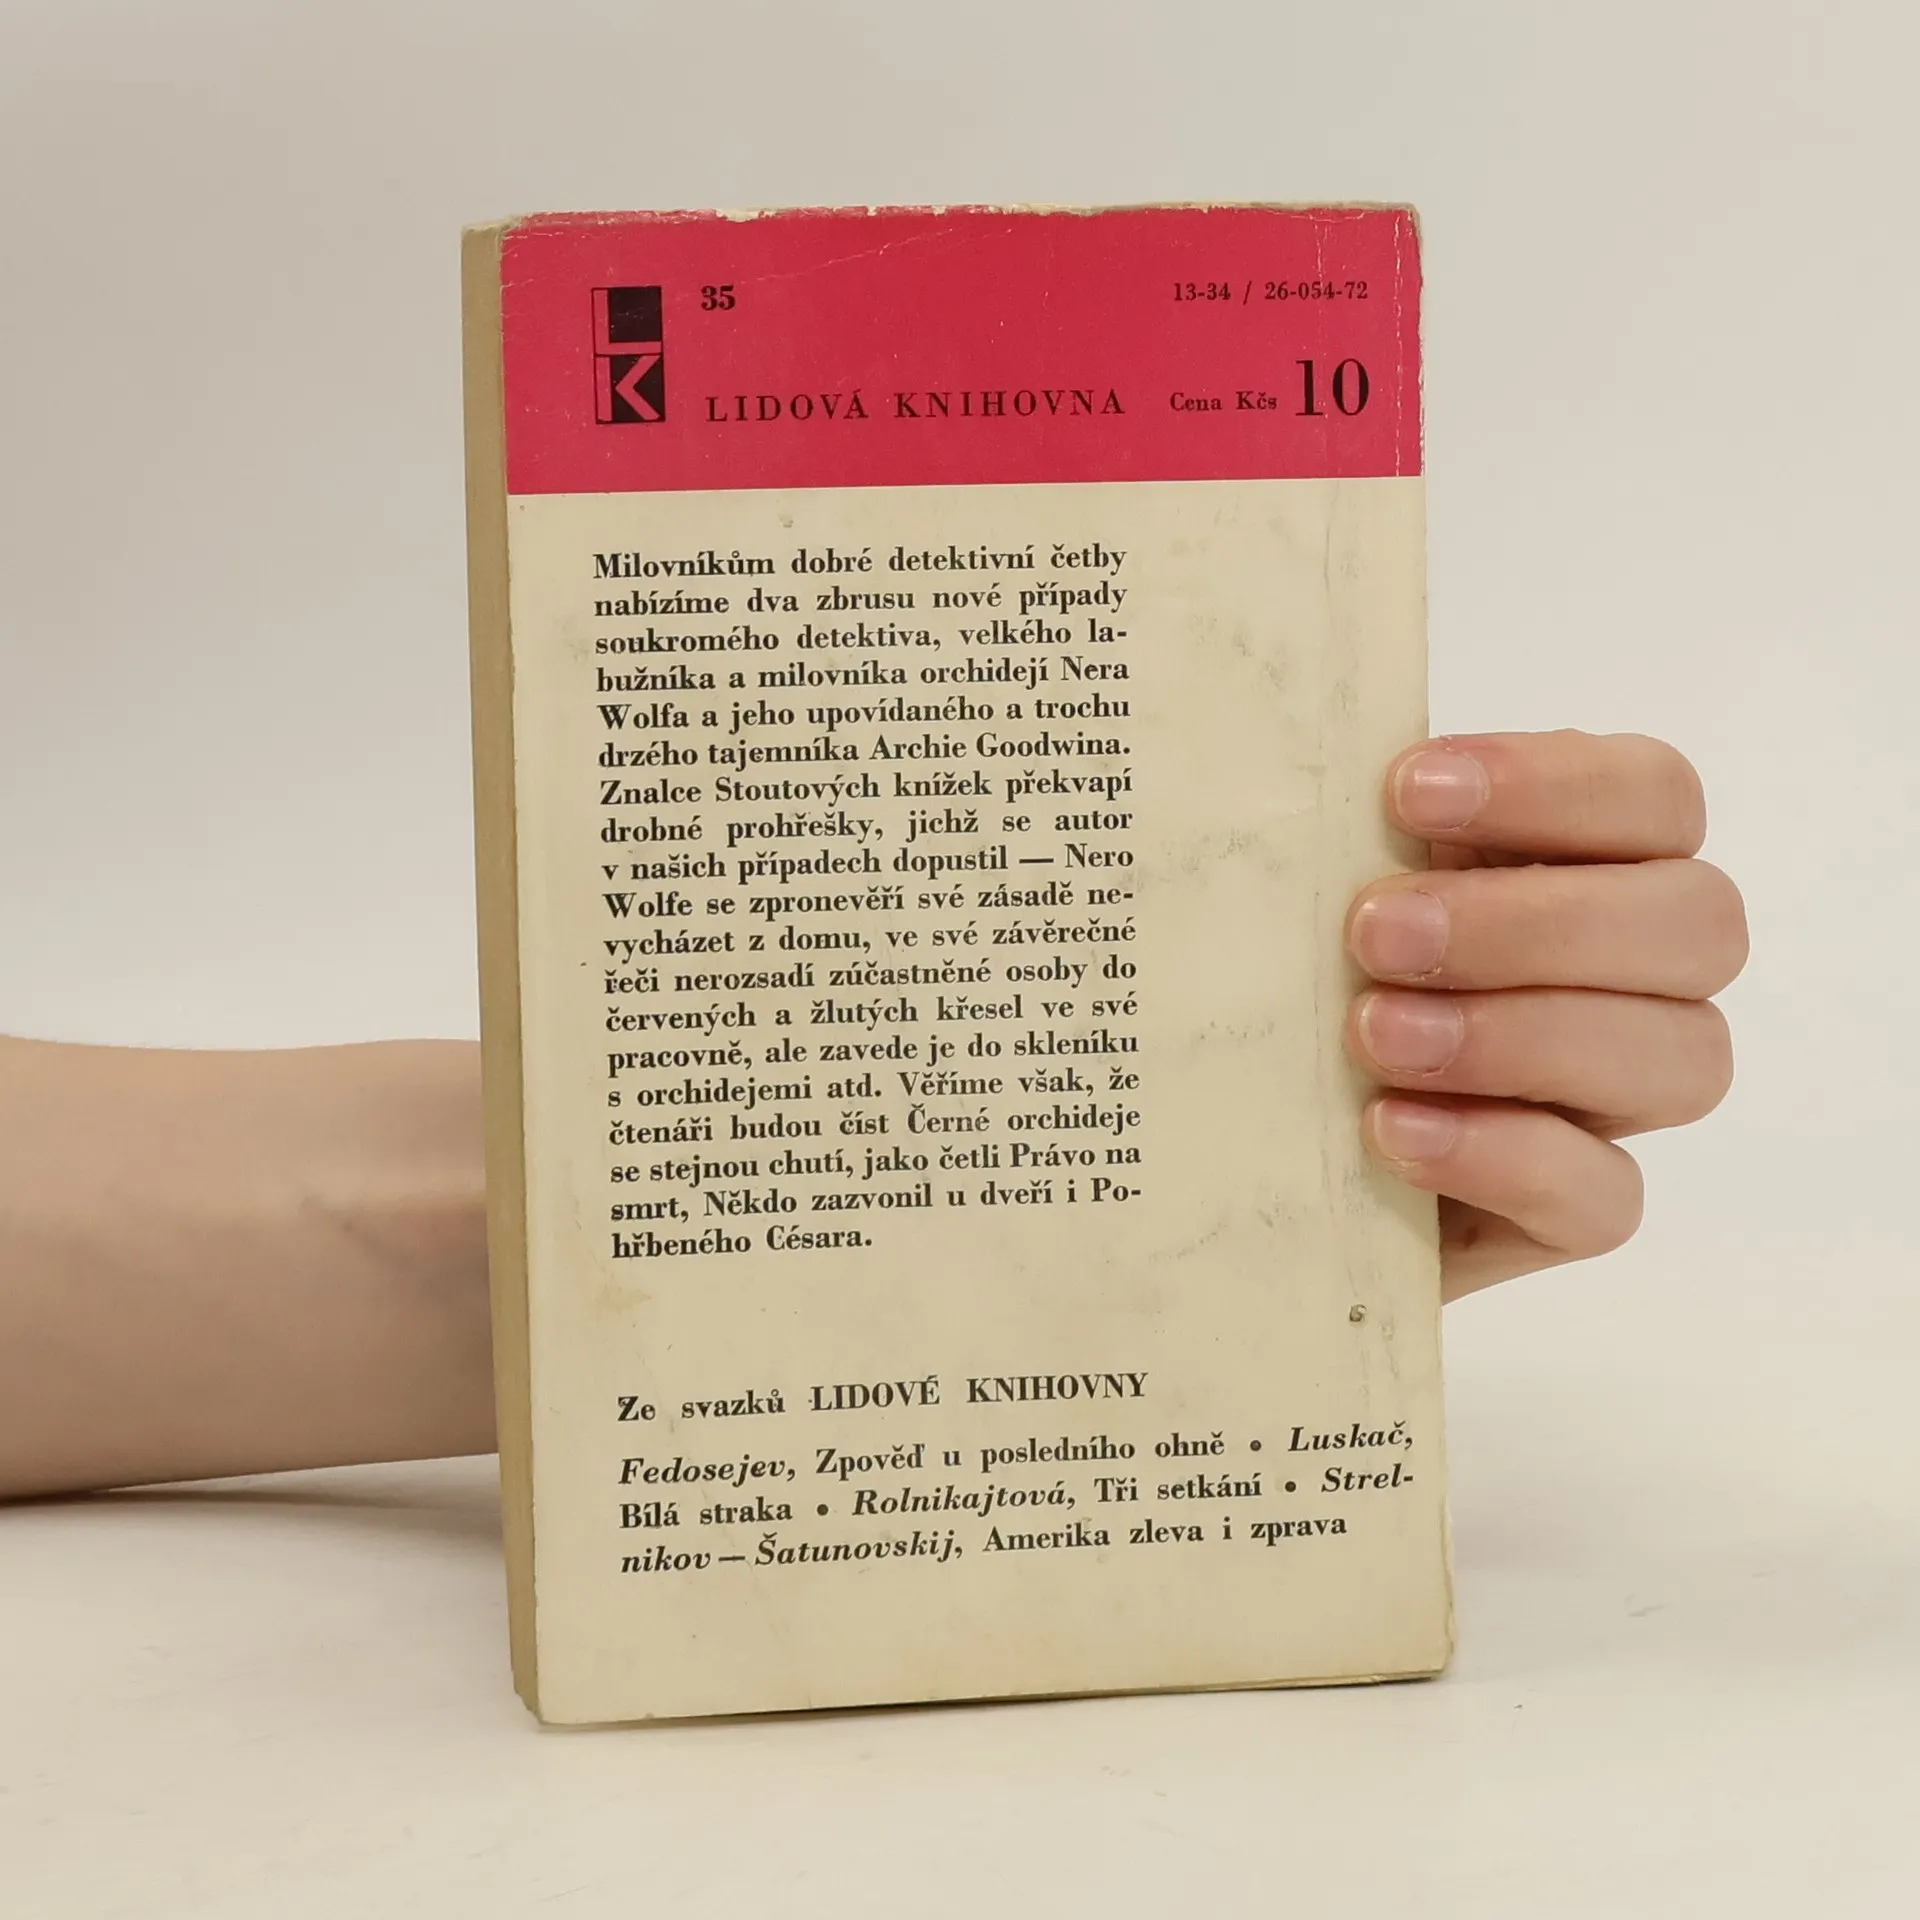 LK
35
13-34 / 26-054-72
LIDOVÁ KNIHOVNA
Cena Kčs 10
Milovníkům dobré detektivní četby
nabízíme dva zbrusu nové případy
soukromého detektiva, velkého la-
bužníka a milovníka orchidejí Nera
Wolfa a jeho upovídaného a trochu
drzého tajemníka Archie Goodwina.
Znalce Stoutových knížek překvapí
drobné prohřešky, jichž se autor
v našich případech dopustil — Nero
Wolfe se zpronevěří své zásadě ne-
vycházet z domu, ve své závěrečné
řeči nerozsadí zúčastněné osoby do
červených a žlutých křesel ve své
pracovně, ale zavede je do skleníku
s orchidejemi atd. Věříme však, že
čtenáři budou číst Černé orchideje
se stejnou chutí, jako četli Právo na
smrt, Někdo zazvonil u dveří i Po-
hřbeného Césara.
Ze svazků LIDOVÉ KNIHOVNY
Fedosejev, Zpověď u posledního ohně • Luskač,
Bílá straka • Rolnikajtová, Tři setkání • Strel-
nikov — Šatunovskij, Amerika zleva i zprava